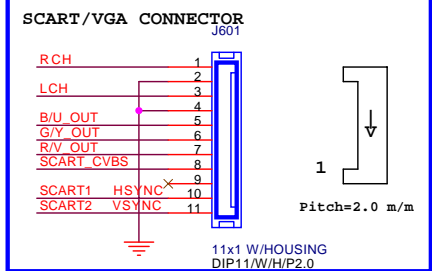 SCART/VGA CONNECTOR
J601
RCH 1
2
LCH 3
4
B/U_OUT 5
G/Y_OUT 6
R/V_OUT 7
SCART_CVBS 8
9
SCART1 HSYNC 10
SCART2 VSYNC 11
1
Pitch=2.0 m/m
11x1 W/HOUSING
DIP11/W/H/P2.0